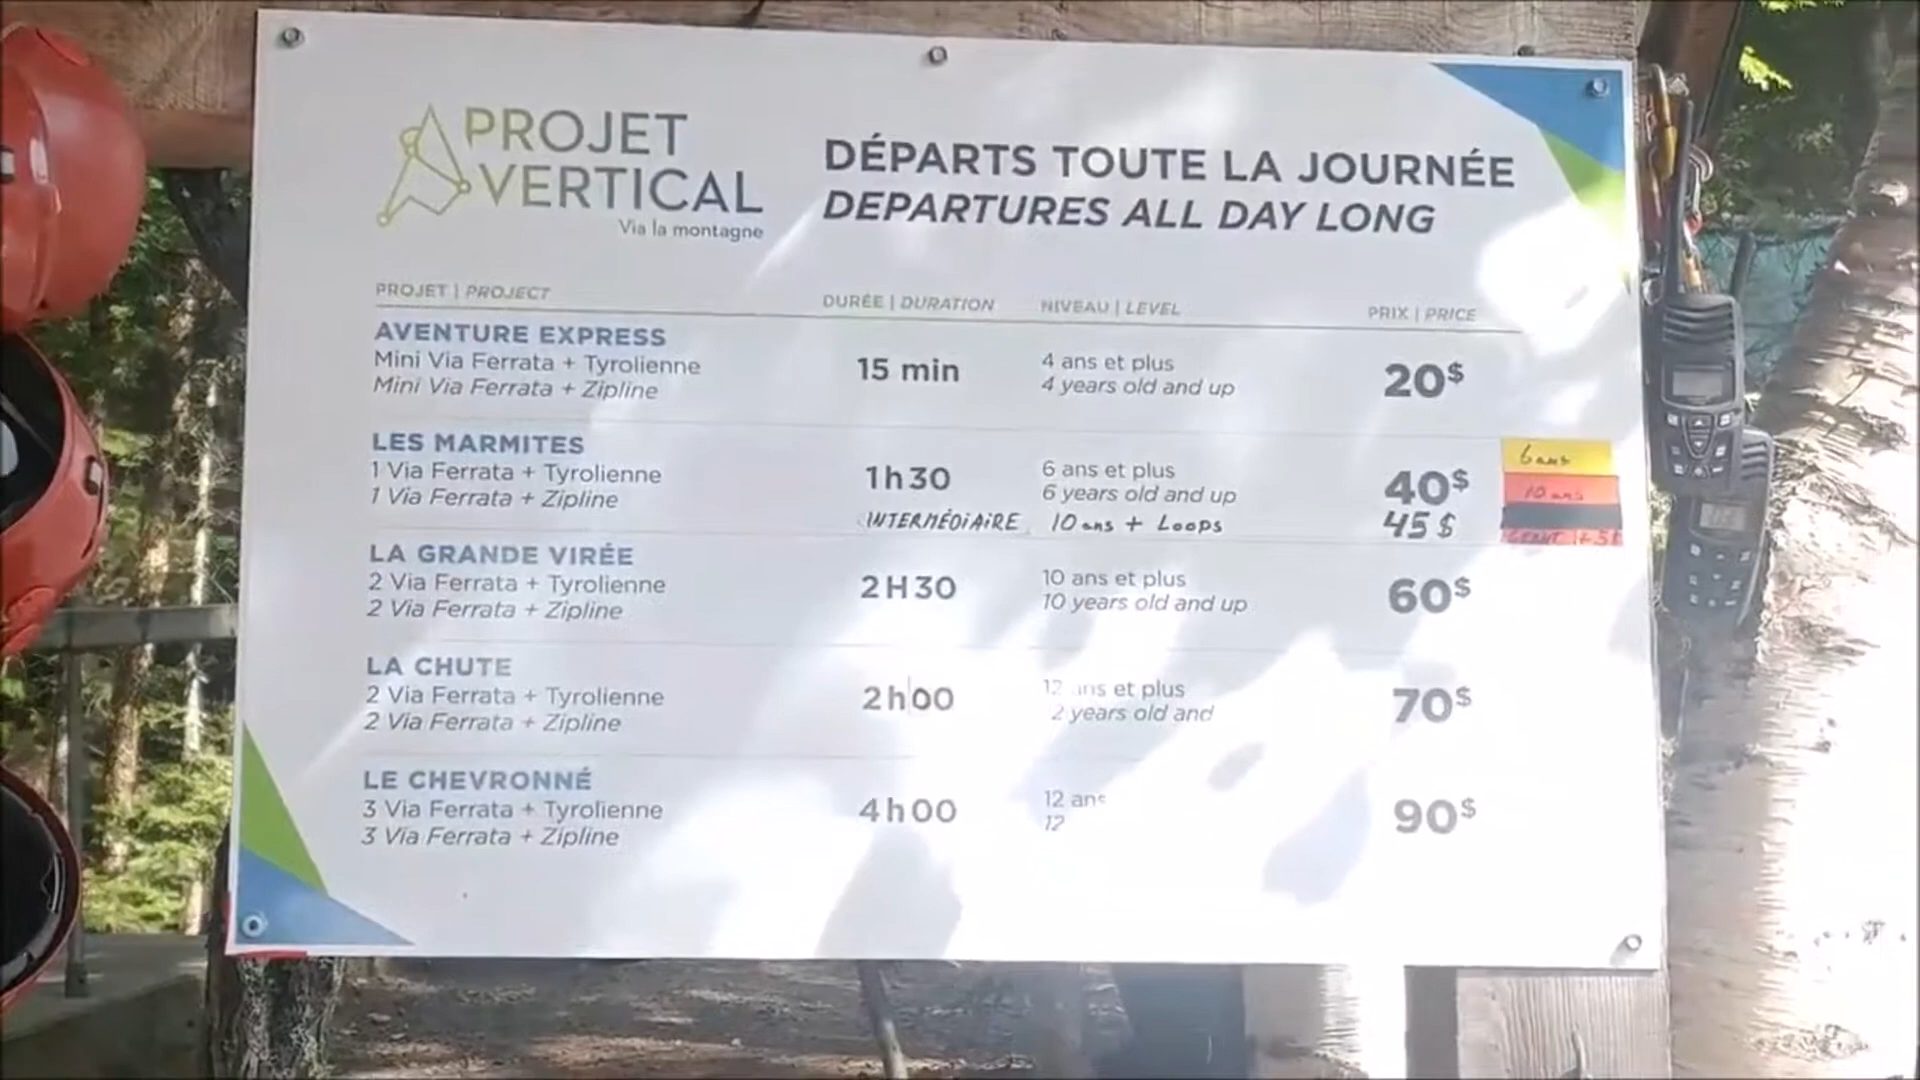 PROJET
VERTICAL
Via la montagne
DÉPARTS TOUTE LA JOURNÉE
DEPARTURES ALL DAY LONG
PROJET | PROJECT DURÉE | DURATION NIVEAU | LEVEL PRIX | PRICE
AVENTURE EXPRESS
Mini Via Ferrata + Tyrolienne
Mini Via Ferrata + Zipline
15 min
4 ans et plus
4 years old and up
20$
LES MARMITES
1 Via Ferrata + Tyrolienne
1 Via Ferrata + Zipline
1h30
6 ans et plus
6 years old and up
40$
6 ans
10 ans
INTERMÉDIAIRE 10 ans + Loops 45$
LA GRANDE VIRÉE
2 Via Ferrata + Tyrolienne
2 Via Ferrata + Zipline
2H30
10 ans et plus
10 years old and up
60$
LA CHUTE
2 Via Ferrata + Tyrolienne
2 Via Ferrata + Zipline
2h00
12 ans et plus
2 years old and
70$
LE CHEVRONNÉ
3 Via Ferrata + Tyrolienne
3 Via Ferrata + Zipline
4h00
12 ans
12
90$